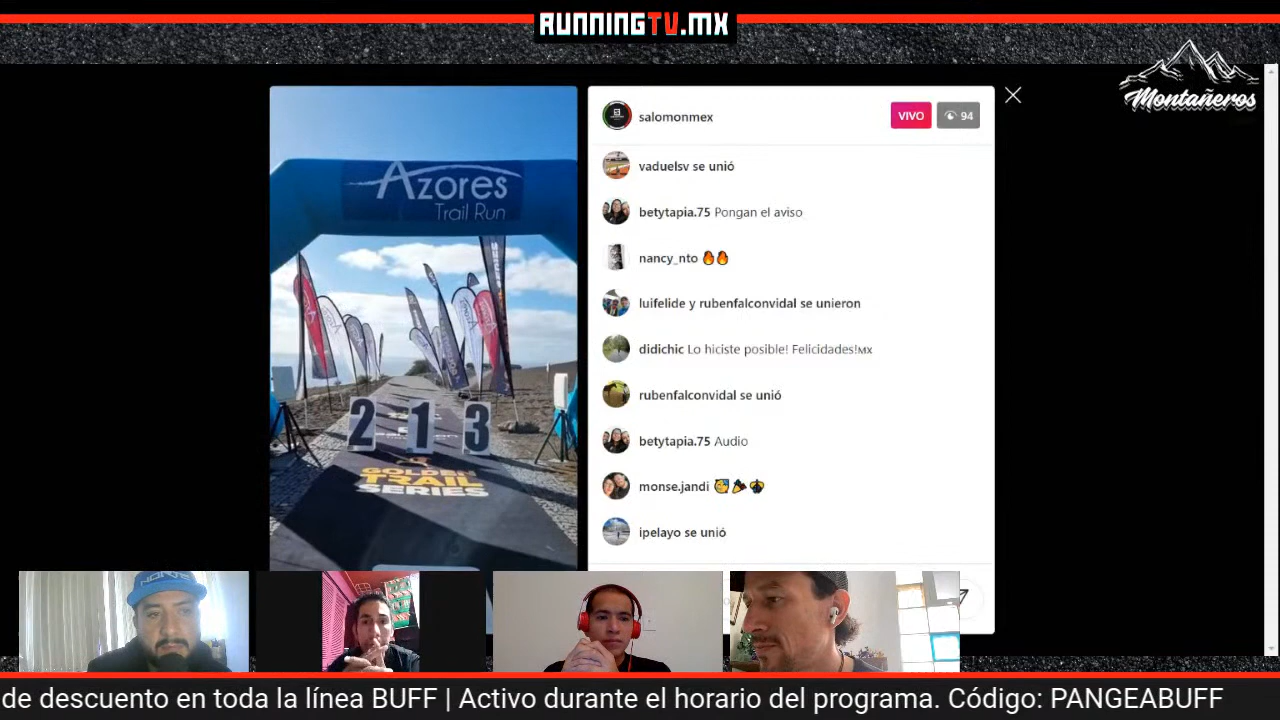 RUNNINGTV.MX
Montañeros
Azores
Trail Run
2 1 3
GOLDEN
TRAIL
SERIES
salomonmex
VIVO 94
vaduelsv se unió
betytapia.75 Pongan el aviso
nancy_nto 🔥🔥
luifelide y rubenfalconvidal se unieron
didichic Lo hiciste posible! Felicidades!MX
rubenfalconvidal se unió
betytapia.75 Audio
monse.jandi
ipelayo se unió
de descuento en toda la línea BUFF | Activo durante el horario del programa. Código: PANGEABUFF